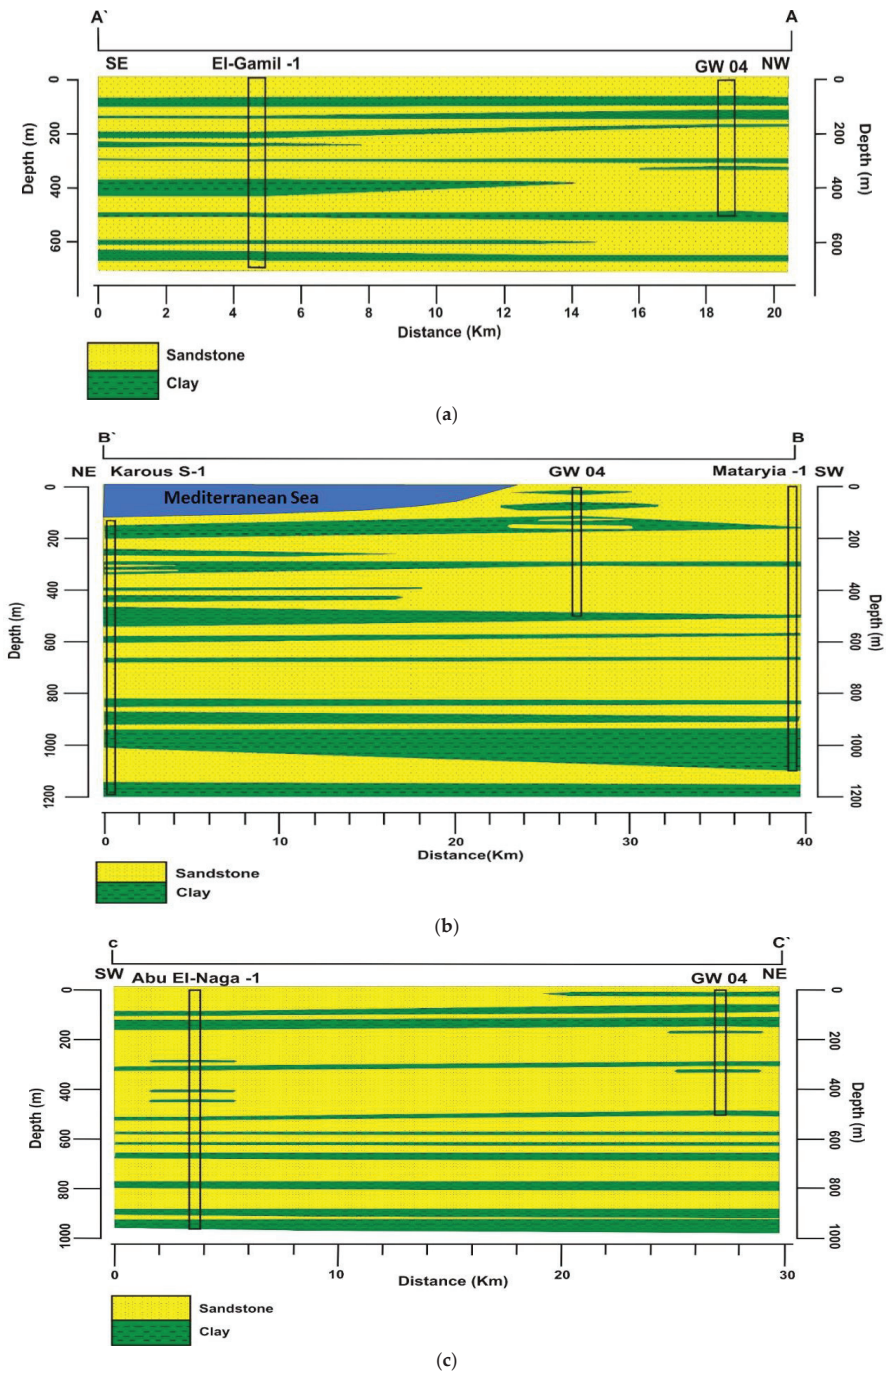 A` A
SE El-Gamil -1 GW 04 NW
0 0
200 200
400 400
600 600
Depth (m) Depth (m)
0 2 4 6 8 10 12 14 16 18 20
Distance (Km)
Sandstone
Clay
(a)
B` B
NE Karous S-1 GW 04 Mataryia -1 SW
Mediterranean Sea
0 0
200 200
400 400
600 600
800 800
1000 1000
1200 1200
Depth (m) Depth (m)
0 10 20 30 40
Distance(Km)
Sandstone
Clay
(b)
c C`
SW Abu El-Naga -1 GW 04 NE
0 0
200 200
400 400
600 600
800 800
1000 1000
Depth (m) Depth (m)
0 10 20 30
Distance (Km)
Sandstone
Clay
(c)